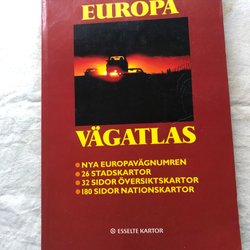 EUROPA
VÄGATLAS
NYA EUROPAVÄGNUMREN
26 STADSKARTOR
32 SIDOR ÖVERSIKTSKARTOR
180 SIDOR NATIONSKARTOR
ESSELTE KARTOR